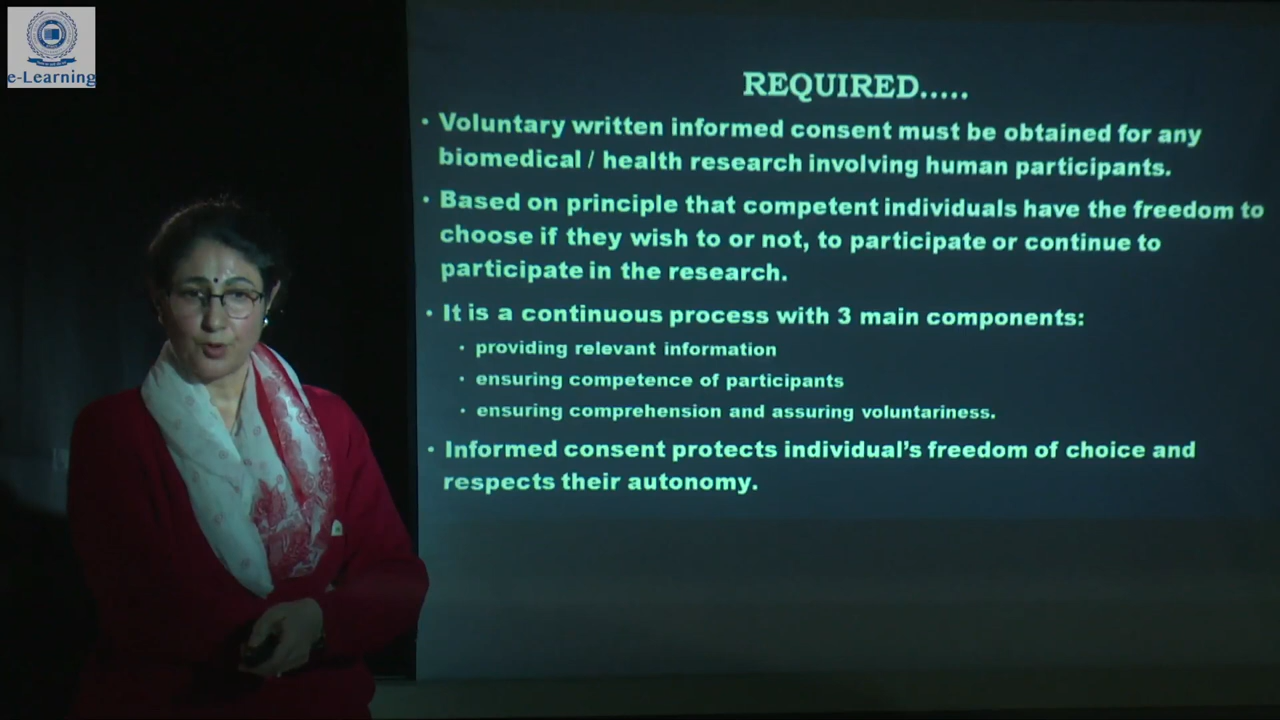 e-Learning
REQUIRED.....
• Voluntary written informed consent must be obtained for any
biomedical / health research involving human participants.
• Based on principle that competent individuals have the freedom to
choose if they wish to or not, to participate or continue to
participate in the research.
• It is a continuous process with 3 main components:
• providing relevant information
• ensuring competence of participants
• ensuring comprehension and assuring voluntariness.
• Informed consent protects individual’s freedom of choice and
respects their autonomy.